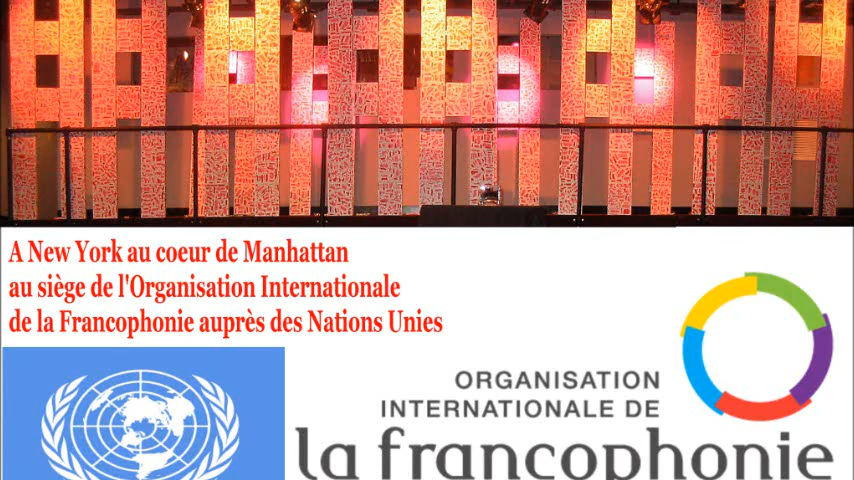 A New York au coeur de Manhattan
au siège de l'Organisation Internationale
de la Francophonie auprès des Nations Unies
ORGANISATION
INTERNATIONALE DE
la francophonie